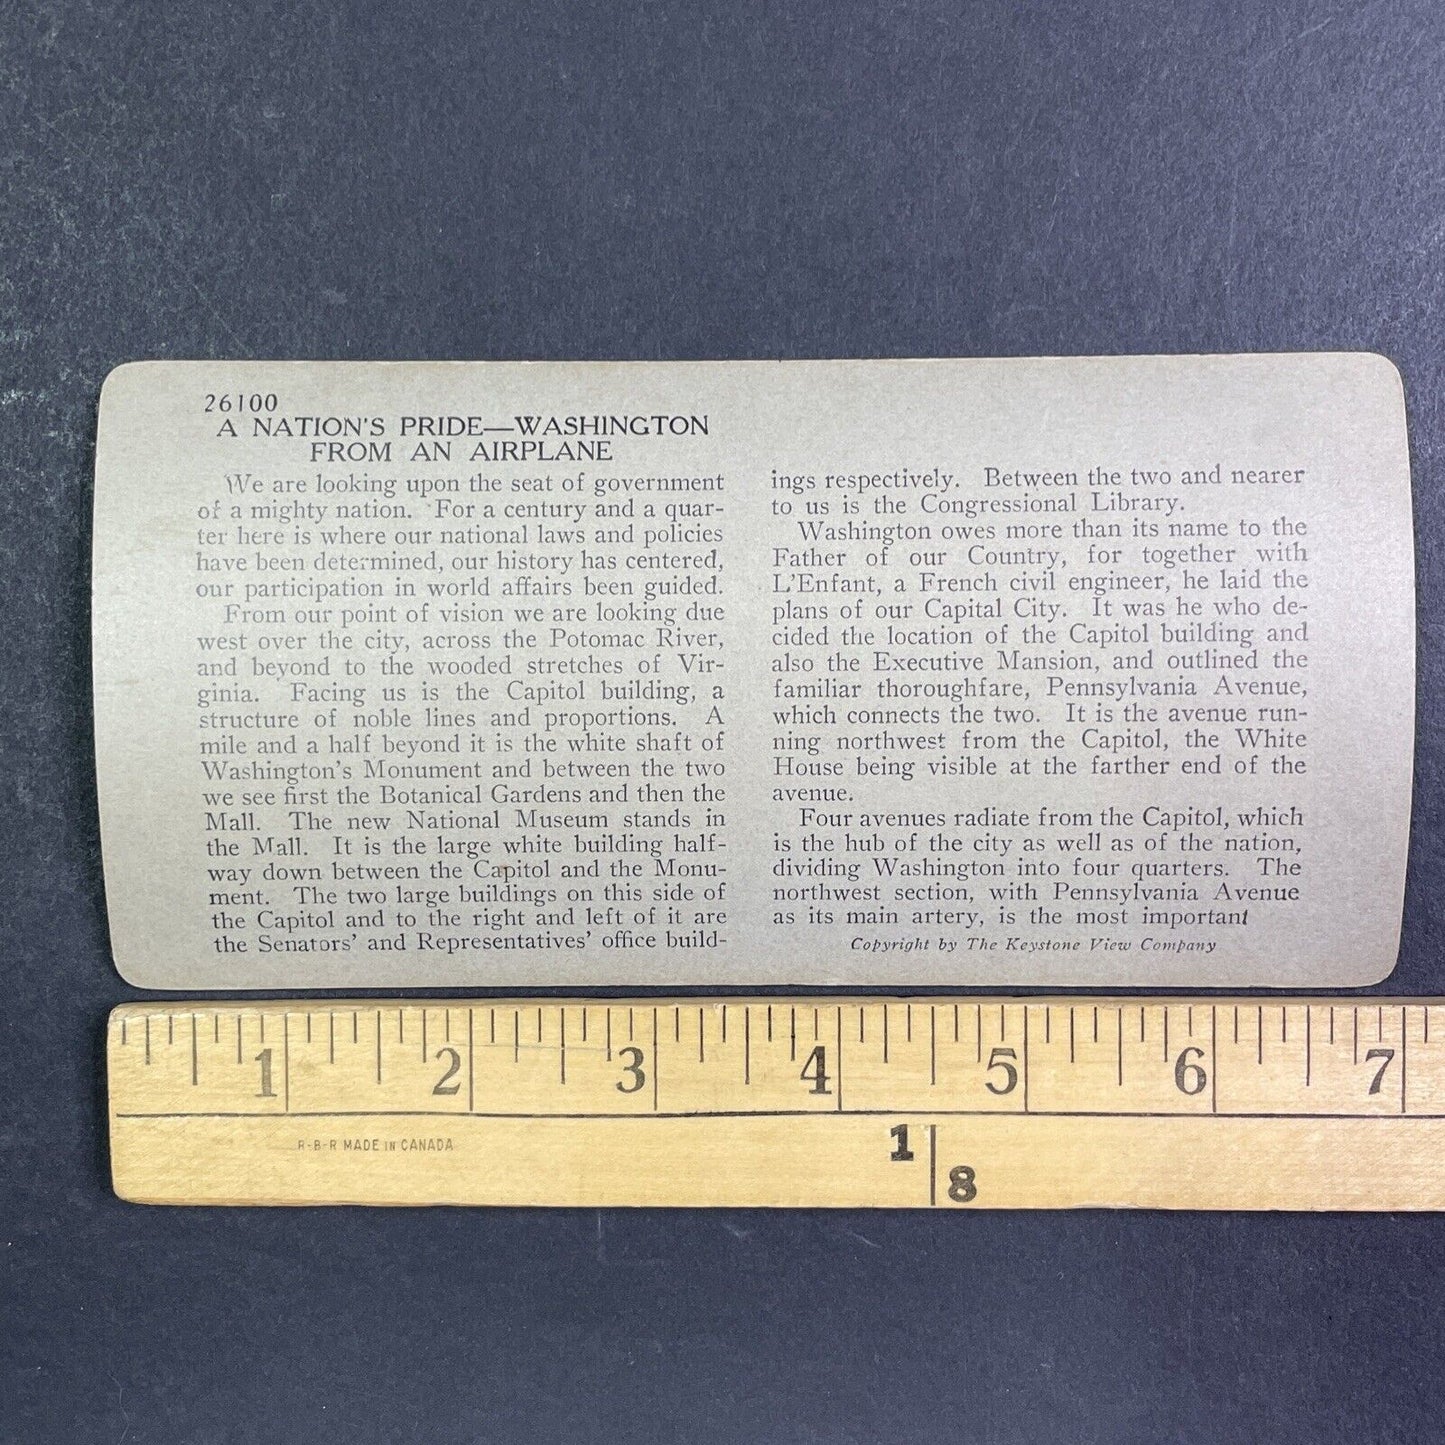 26100
A NATION'S PRIDE—WASHINGTON
FROM AN AIRPLANE
We are looking upon the seat of government
of a mighty nation. For a century and a quar-
ter here is where our national laws and policies
have been determined, our history has centered,
our participation in world affairs been guided.
From our point of vision we are looking due
west over the city, across the Potomac River,
and beyond to the wooded stretches of Vir-
ginia. Facing us is the Capitol building, a
structure of noble lines and proportions. A
mile and a half beyond it is the white shaft of
Washington's Monument and between the two
we see first the Botanical Gardens and then the
Mall. The new National Museum stands in
the Mall. It is the large white building half-
way down between the Capitol and the Monu-
ment. The two large buildings on this side of
the Capitol and to the right and left of it are
the Senators' and Representatives' office build-
ings respectively. Between the two and nearer
to us is the Congressional Library.
Washington owes more than its name to the
Father of our Country, for together with
L'Enfant, a French civil engineer, he laid the
plans of our Capital City. It was he who de-
cided the location of the Capitol building and
also the Executive Mansion, and outlined the
familiar thoroughfare, Pennsylvania Avenue,
which connects the two. It is the avenue run-
ning northwest from the Capitol, the White
House being visible at the farther end of the
avenue.
Four avenues radiate from the Capitol, which
is the hub of the city as well as of the nation,
dividing Washington into four quarters. The
northwest section, with Pennsylvania Avenue
as its main artery, is the most important
Copyright by The Keystone View Company
1 2 3 4 5 6 7
R-B-R MADE IN CANADA
1
8